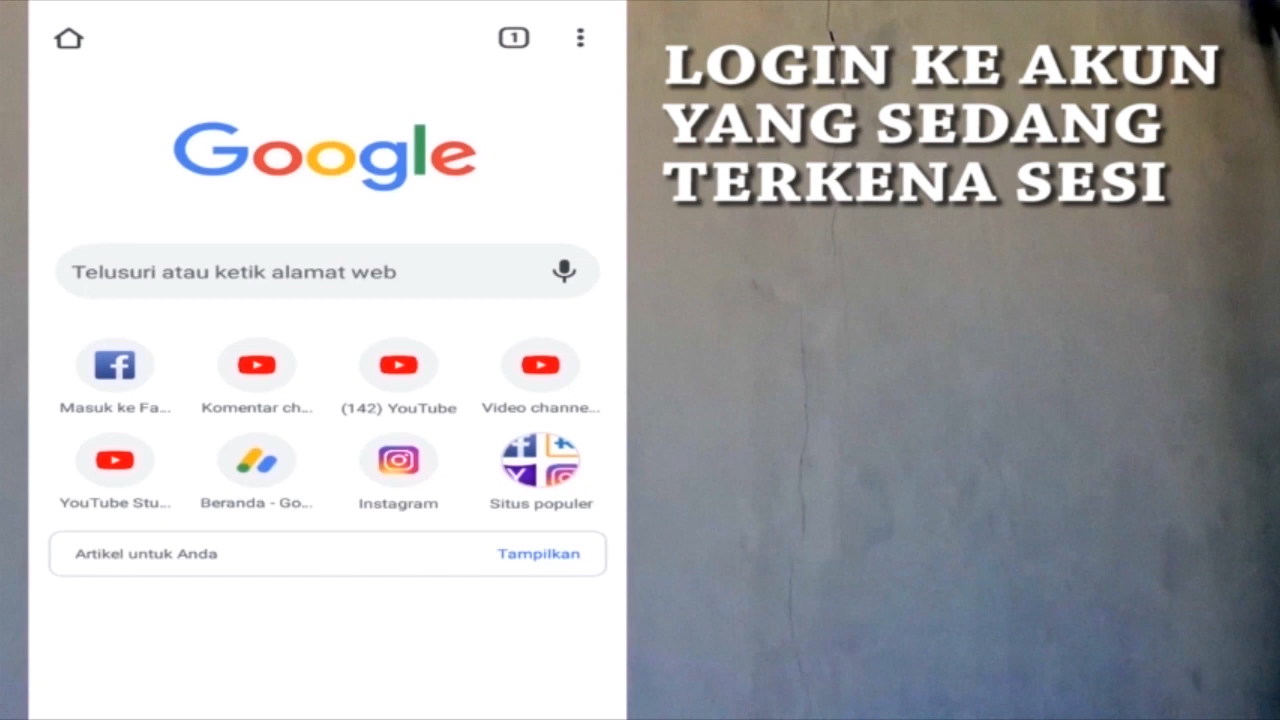 1
Google
Telusuri atau ketik alamat web
Masuk ke Fa...
Komentar ch...
(142) YouTube
Video channe...
YouTube Stu...
Beranda - Go...
Instagram
Situs populer
Artikel untuk Anda
Tampilkan
LOGIN KE AKUN
YANG SEDANG
TERKENA SESI